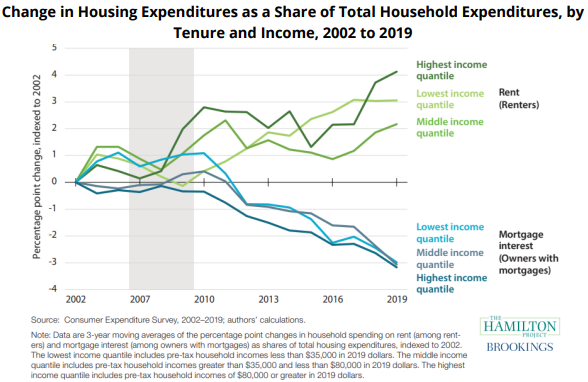 Change in Housing Expenditures as a Share of Total Household Expenditures, by
Tenure and Income, 2002 to 2019
Percentage point change, indexed to 2002
5
4
3
2
1
0
-1
-2
-3
-4
2002
2007
2010
2013
2016
2019
Highest income
quantile
Lowest income
quantile
Middle income
quantile
Rent
(Renters)
Lowest income
quantile
Middle income
quantile
Highest income
quantile
Mortgage
interest
(Owners with
mortgages)
Source: Consumer Expenditure Survey, 2002–2019; authors' calculations.
Note: Data are 3-year moving averages of the percentage point changes in household spending on rent (among rent-
ers) and mortgage interest (among owners with mortgages) as shares of total housing expenditures, indexed to 2002.
The lowest income quantile includes pre-tax household incomes less than $35,000 in 2019 dollars. The middle income
quantile includes pre-tax household incomes greater than $35,000 and less than $80,000 in 2019 dollars. The highest
income quantile includes pre-tax household incomes of $80,000 or greater in 2019 dollars.
THE
HAMILTON
PROJECT
BROOKINGS